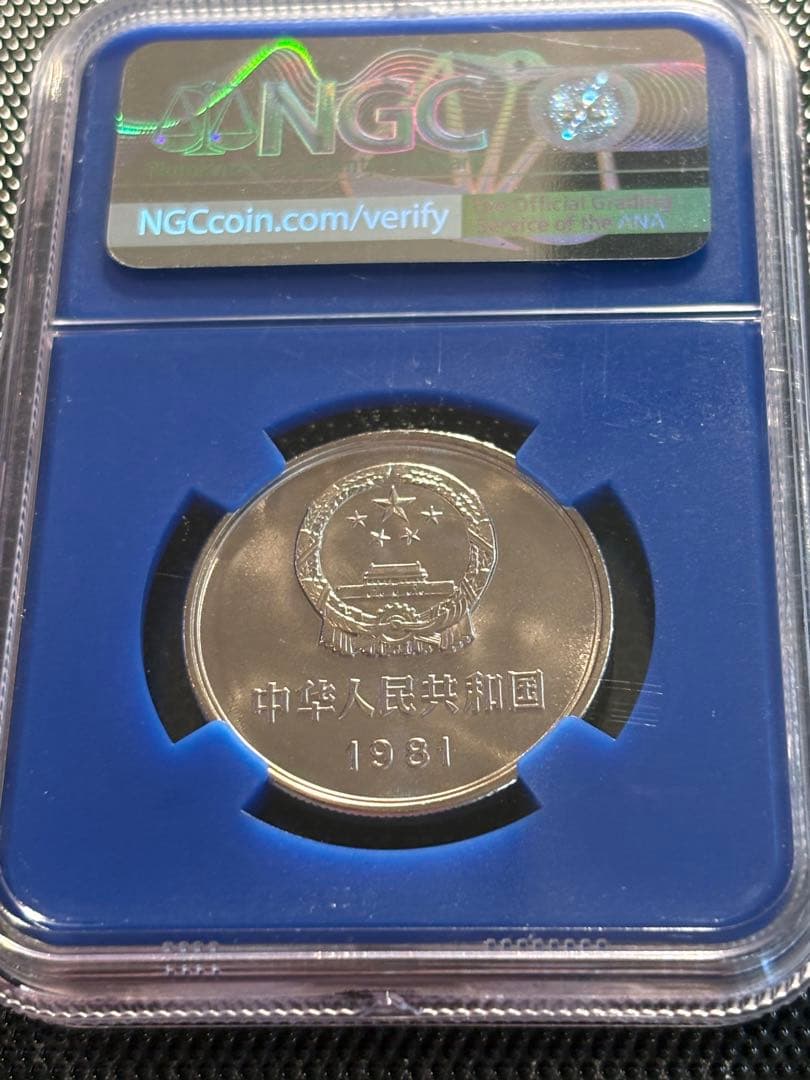 NGC
NGCcoin.com/verify
The Official Grading
Service of the ANA
中华人民共和国
1981